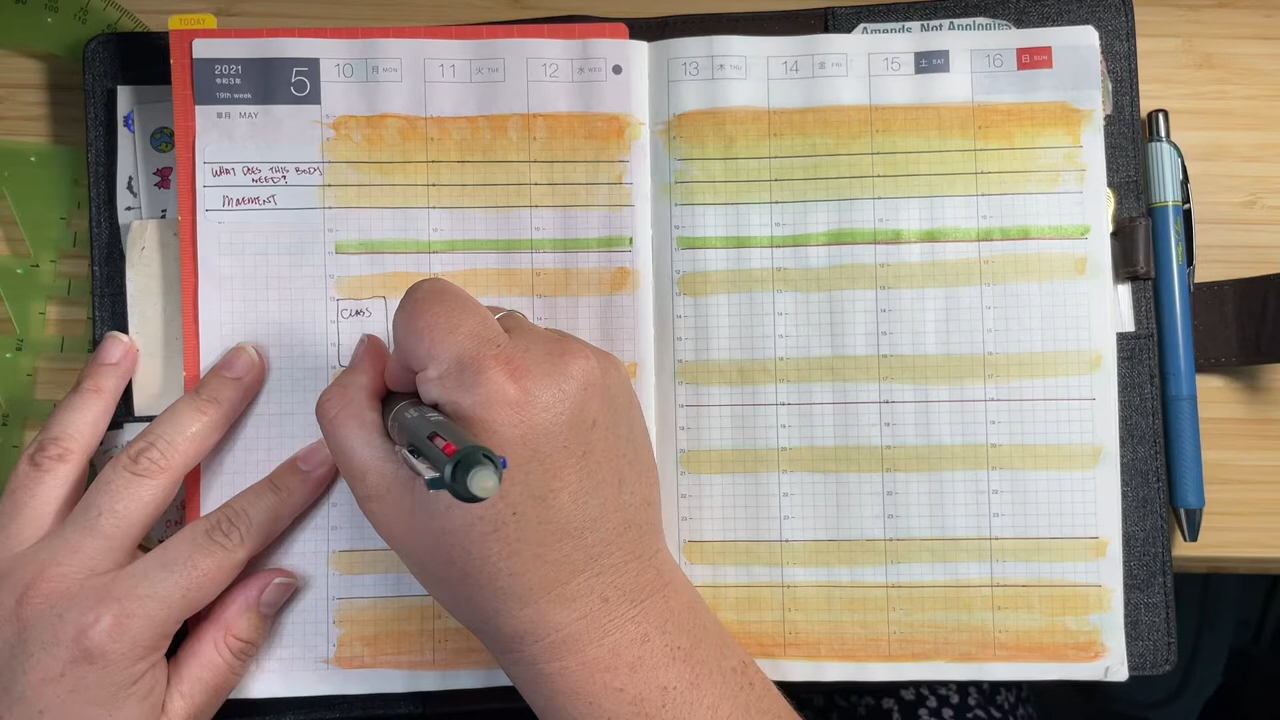 TODAY
Amends, Not Apologies
2021
令和3年
19th week
5
皐月 MAY
10 月 MON
11 火 TUE
12 水 WED
13 木 THU
14 金 FRI
15 土 SAT
16 日 SUN
WHAT DOES THIS BODY
NEED?
MOVEMENT
CLASS